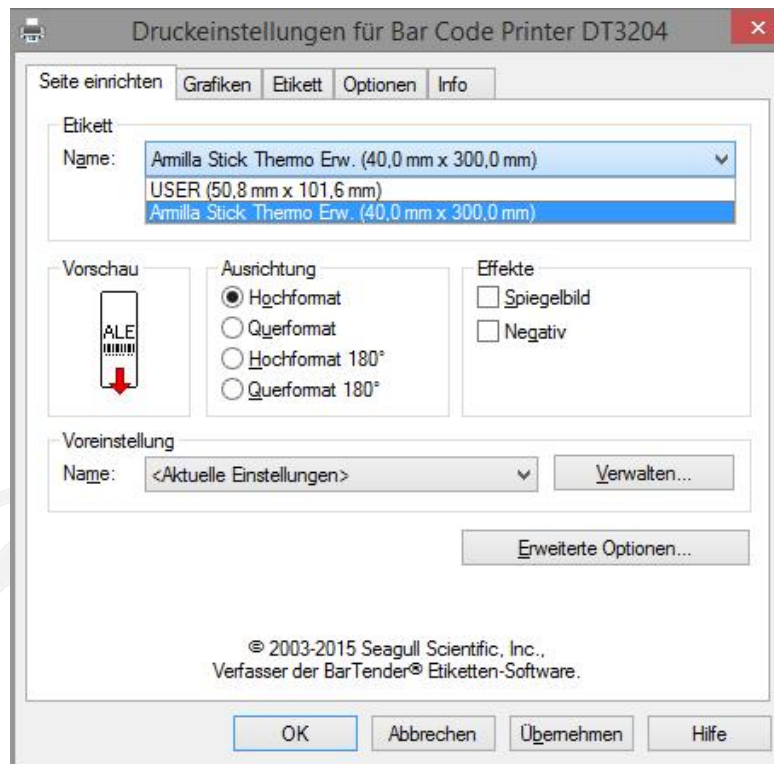 Druckeinstellungen für Bar Code Printer DT3204
Seite einrichten Grafiken Etikett Optionen Info
Etikett
Name: Armilla Stick Thermo Erw. (40,0 mm x 300,0 mm)
USER (50,8 mm x 101,6 mm)
Armilla Stick Thermo Erw. (40,0 mm x 300,0 mm)
Vorschau
ALE
Ausrichtung
Hochformat
Querformat
Hochformat 180°
Querformat 180°
Effekte
Spiegelbild
Negativ
Voreinstellung
Name: <Aktuelle Einstellungen> Verwalten...
Erweiterte Optionen...
© 2003-2015 Seagull Scientific, Inc.,
Verfasser der BarTender® Etiketten-Software.
OK Abbrechen Übernehmen Hilfe